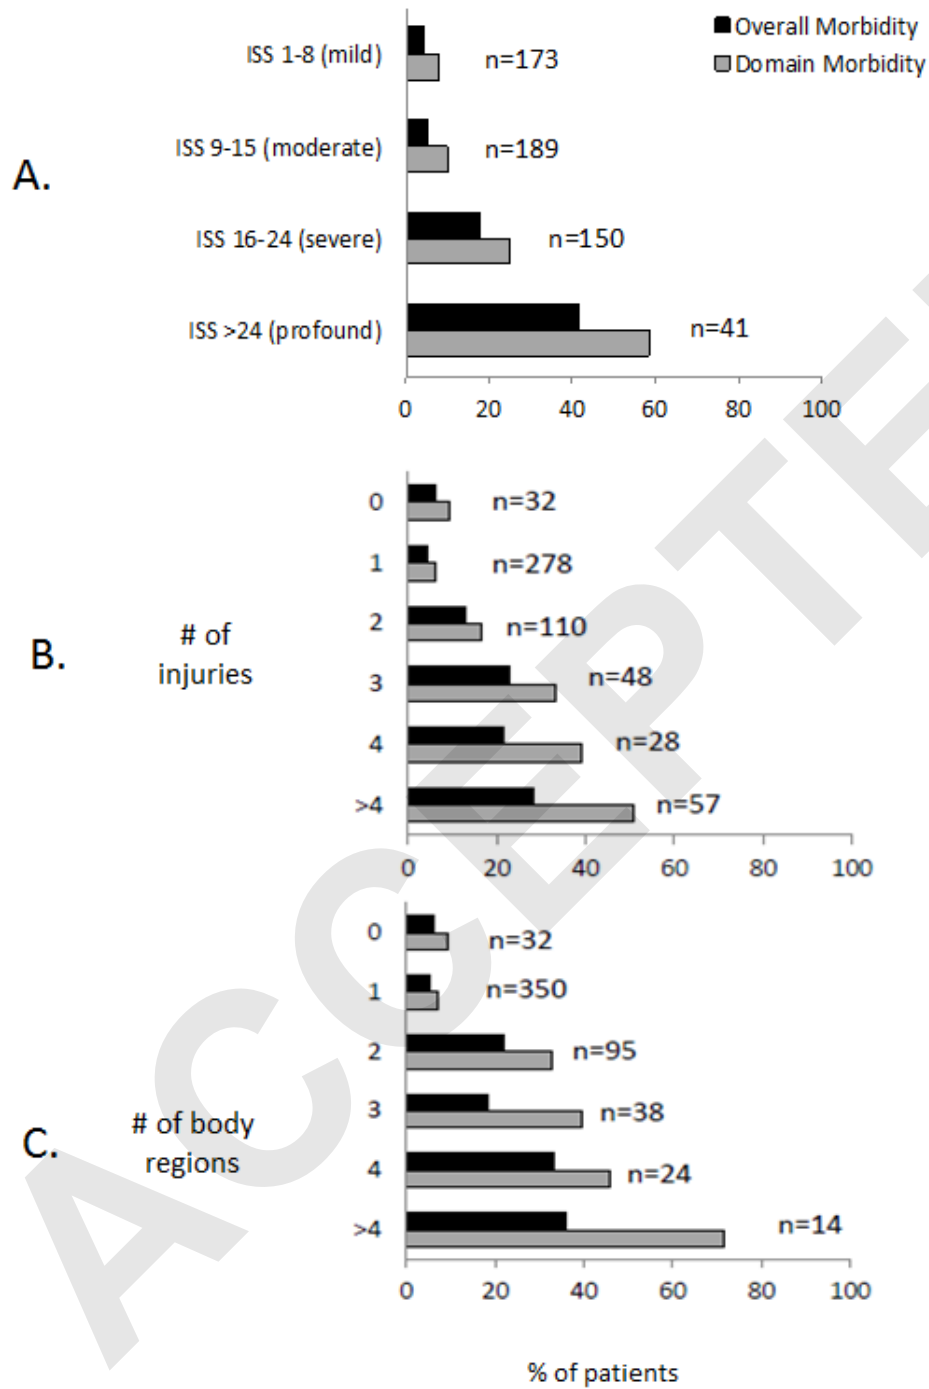 Overall Morbidity
Domain Morbidity
A.
ISS 1-8 (mild) n=173
ISS 9-15 (moderate) n=189
ISS 16-24 (severe) n=150
ISS >24 (profound) n=41
0 20 40 60 80 100
B.
# of
injuries
0 n=32
1 n=278
2 n=110
3 n=48
4 n=28
>4 n=57
0 20 40 60 80 100
C.
# of body
regions
0 n=32
1 n=350
2 n=95
3 n=38
4 n=24
>4 n=14
0 20 40 60 80 100
% of patients
ACCEPTE